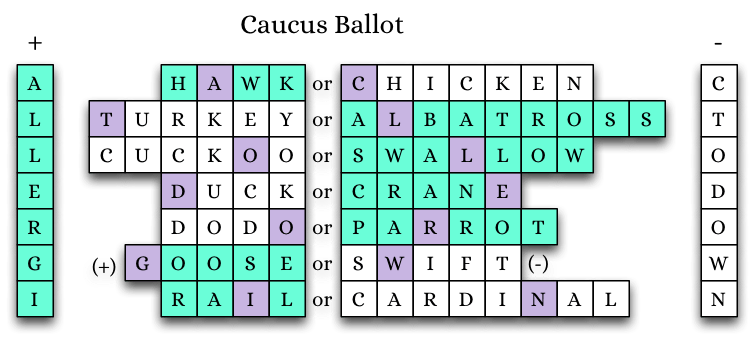 Caucus Ballot
+ -
A HAWK or CHICKEN C
L TURKEY or ALBATROSS T
L CUCKOO or SWALLOW O
E DUCK or CRANE D
R DODO or PARROT O
G (+) GOOSE or SWIFT (-) W
I RAIL or CARDINAL N